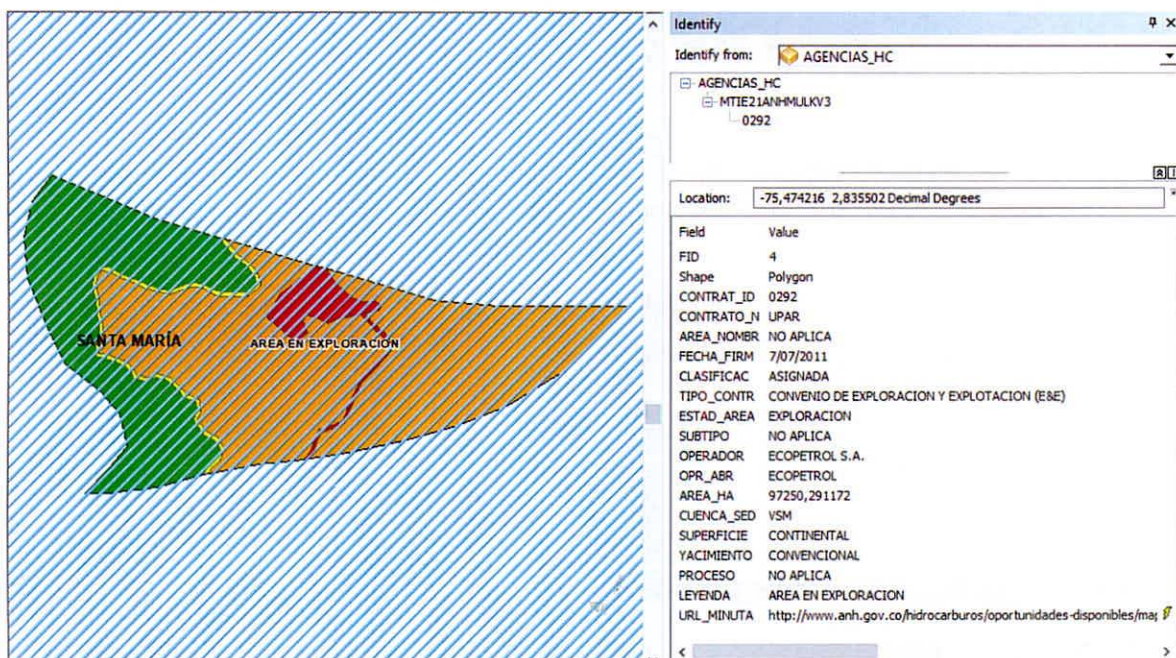 SANTA MARÍA
AREA EN EXPLORACIÓN
Identify
Identify from: AGENCIAS_HC
AGENCIAS_HC
MTIE21ANHMULKV3
0292
Location: -75,474216 2,835502 Decimal Degrees
Field Value
FID 4
Shape Polygon
CONTRAT_ID 0292
CONTRATO_N UPAR
AREA_NOMBR NO APLICA
FECHA_FIRM 7/07/2011
CLASIFICAC ASIGNADA
TIPO_CONTR CONVENIO DE EXPLORACION Y EXPLOTACION (E&E)
ESTAD_AREA EXPLORACION
SUBTIPO NO APLICA
OPERADOR ECOPETROL S.A.
OPR_ABR ECOPETROL
AREA_HA 97250,291172
CUENCA_SED VSM
SUPERFICIE CONTINENTAL
YACIMIENTO CONVENCIONAL
PROCESO NO APLICA
LEYENDA AREA EN EXPLORACION
URL_MINUTA http://www.anh.gov.co/hidrocarburos/oportunidades-disponibles/map